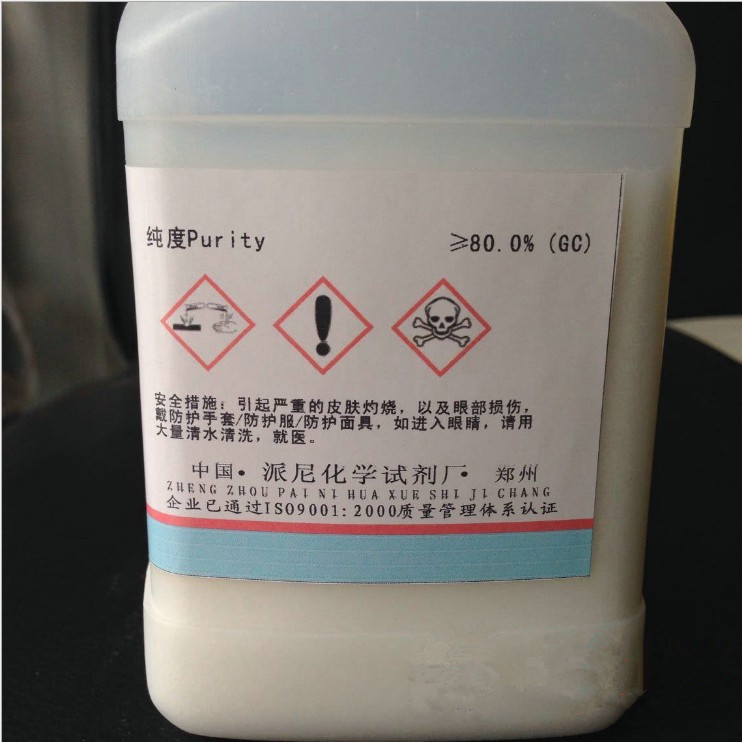 纯度Purity ≥80.0% (GC)
安全措施：引起严重的皮肤灼烧，以及眼部损伤，
戴防护手套/防护服/防护面具，如进入眼睛，请用
大量清水清洗，就医。
中国·派尼化学试剂厂·郑州
ZHENG ZHOU PAI NI HUA XUE SHI JI CHANG
企业已通过ISO9001:2000质量管理体系认证